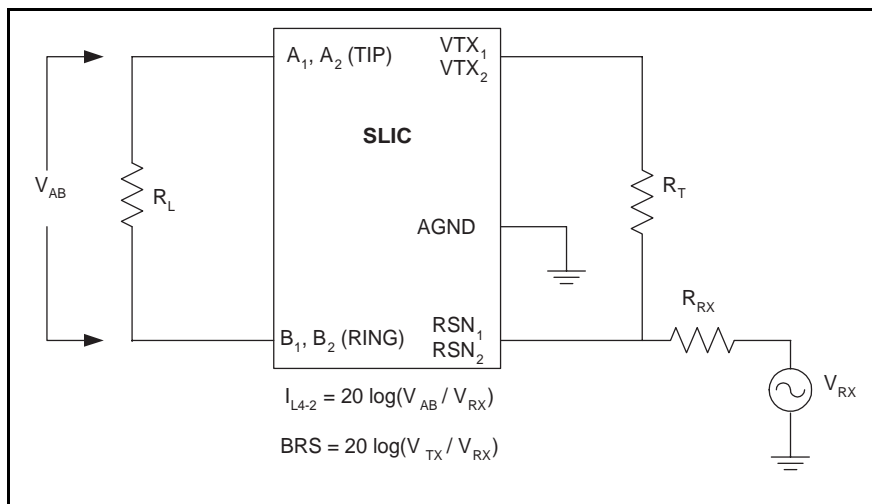 A1, A2 (TIP)
VTX1
VTX2
SLIC
VAB
RL
RT
AGND
RRX
B1, B2 (RING)
RSN1
RSN2
VRX
IL4-2 = 20 log(VAB / VRX)
BRS = 20 log(VTX / VRX)